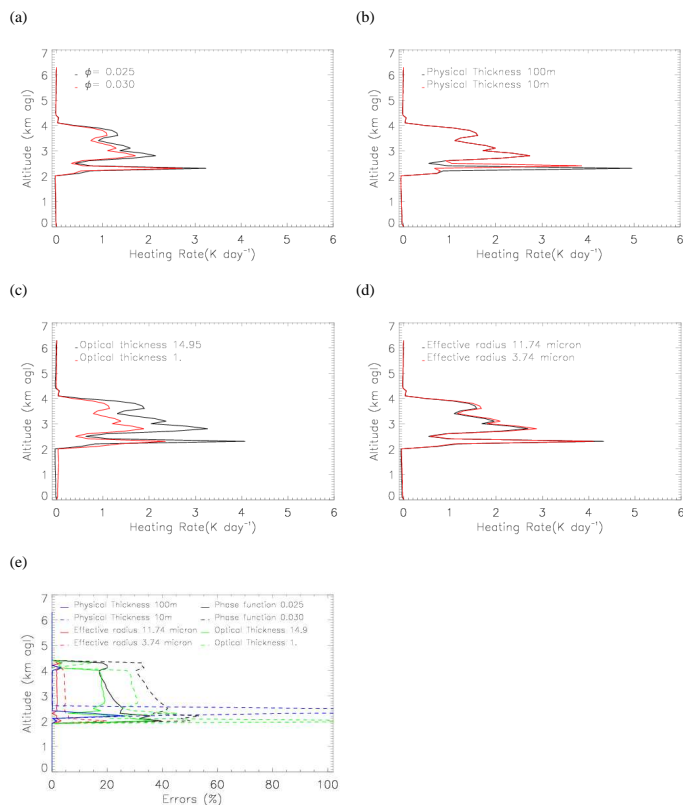 (a)
(b)
7
6
5
4
3
2
1
0
Altitude (km agl)
ϕ= 0.025
ϕ= 0.030
0 1 2 3 4 5 6
Heating Rate(K day⁻¹)
7
6
5
4
3
2
1
0
Altitude (km agl)
Physical Thickness 100m
Physical Thickness 10m
0 1 2 3 4 5 6
Heating Rate(K day⁻¹)
(c)
(d)
7
6
5
4
3
2
1
0
Altitude (km agl)
Optical thickness 14.95
Optical thickness 1.
0 1 2 3 4 5 6
Heating Rate(K day⁻¹)
7
6
5
4
3
2
1
0
Altitude (km agl)
Effective radius 11.74 micron
Effective radius 3.74 micron
0 1 2 3 4 5 6
Heating Rate(K day⁻¹)
(e)
7
6
5
4
3
2
1
0
Altitude (km agl)
Physical Thickness 100m
Physical Thickness 10m
Effective radius 11.74 micron
Effective radius 3.74 micron
Phase function 0.025
Phase function 0.030
Optical Thickness 14.9
Optical Thickness 1.
0 20 40 60 80 100
Errors (%)